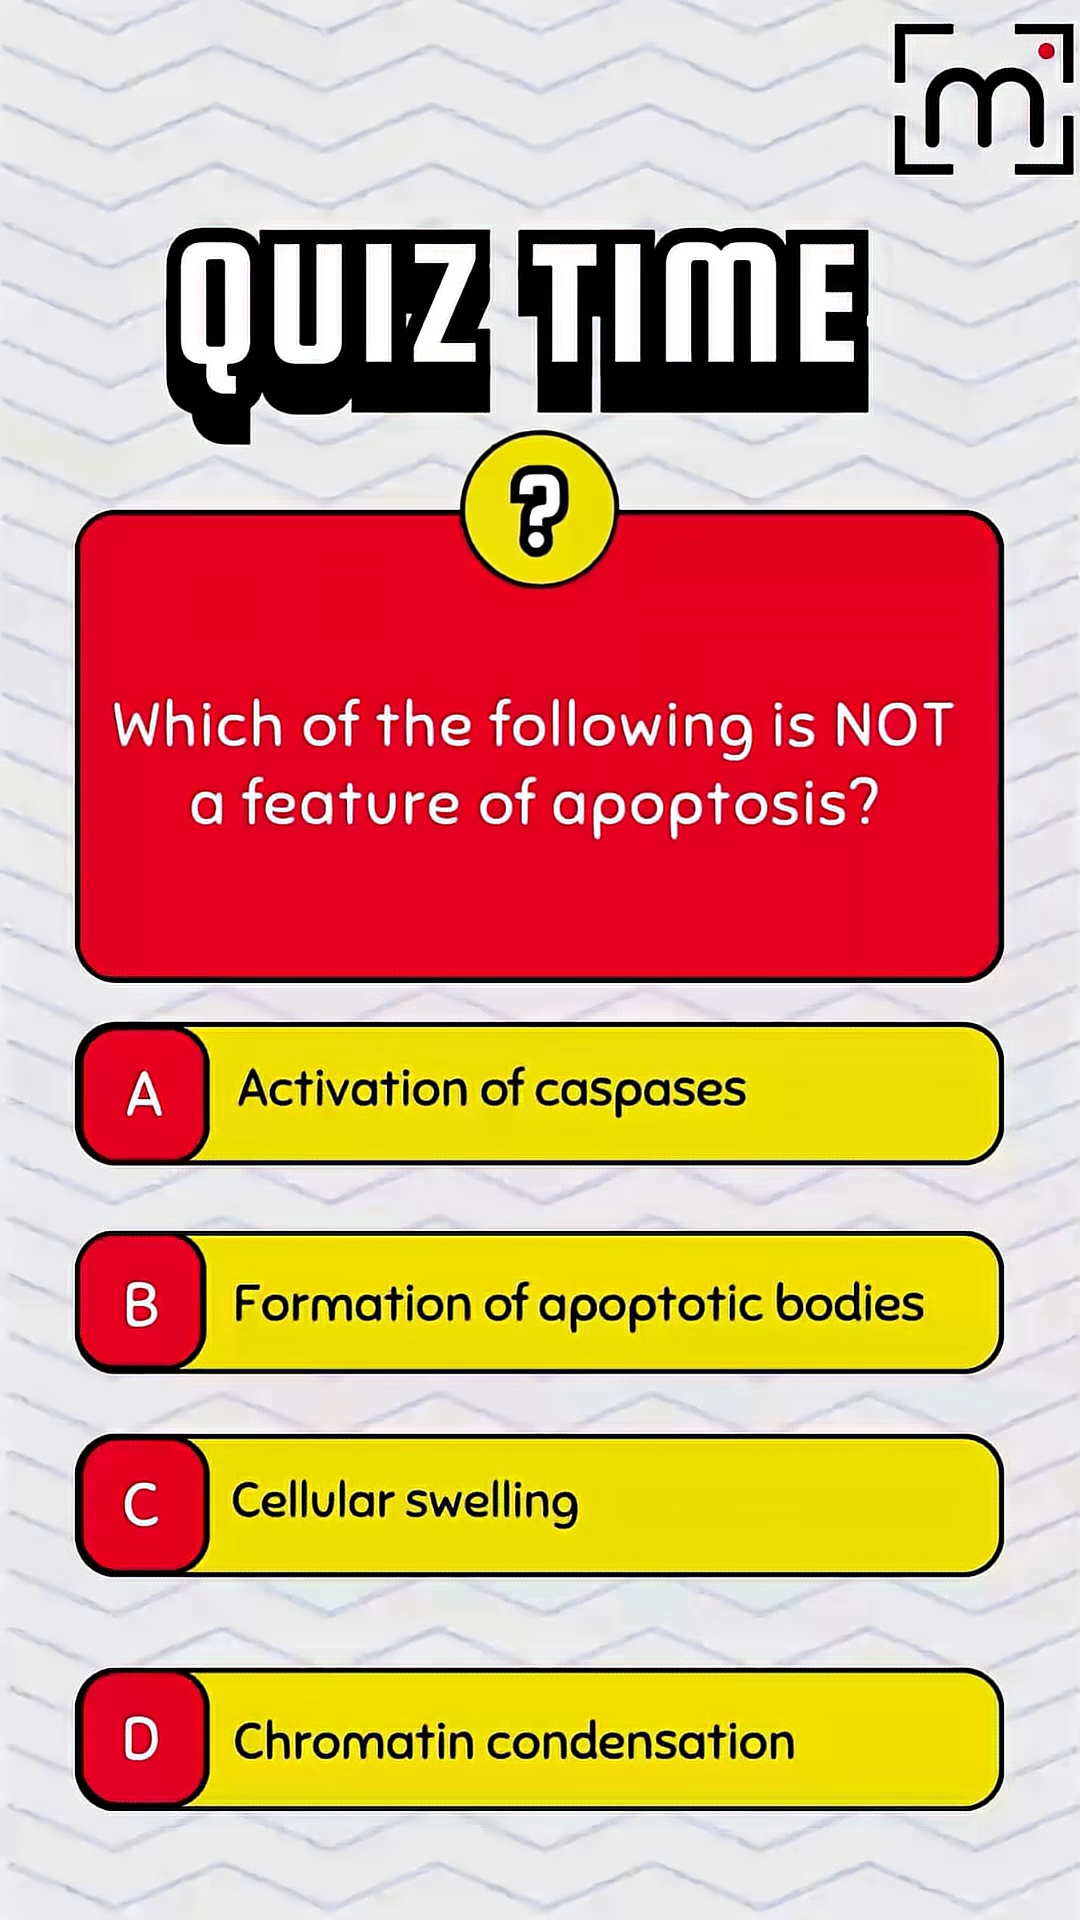 m
QUIZ TIME
?
Which of the following is NOT
a feature of apoptosis?
A Activation of caspases
B Formation of apoptotic bodies
C Cellular swelling
D Chromatin condensation